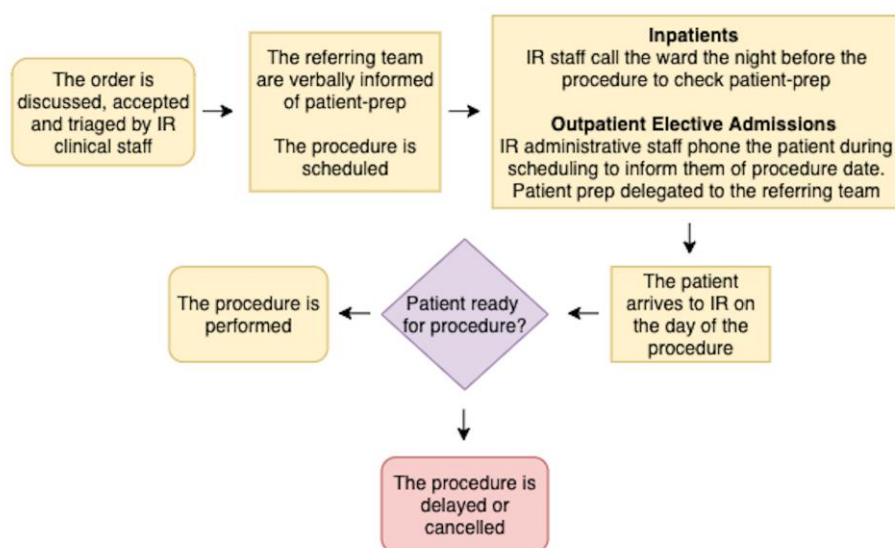 The order is
discussed, accepted
and triaged by IR
clinical staff
The referring team
are verbally informed
of patient-prep
The procedure is
scheduled
Inpatients
IR staff call the ward the night before the
procedure to check patient-prep
Outpatient Elective Admissions
IR administrative staff phone the patient during
scheduling to inform them of procedure date.
Patient prep delegated to the referring team
The patient
arrives to IR on
the day of the
procedure
Patient ready
for procedure?
The procedure is
performed
The procedure is
delayed or
cancelled